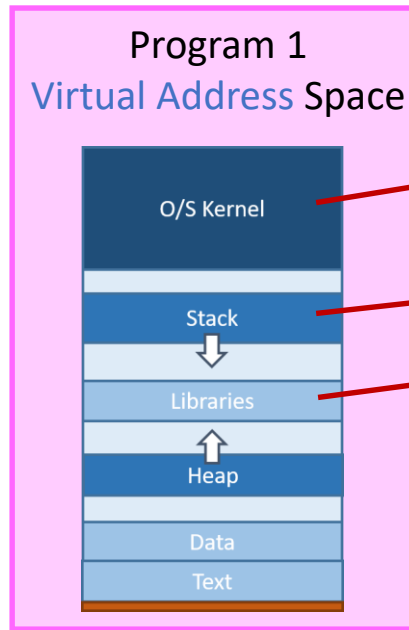 Program 1
Virtual Address Space
O/S Kernel
Stack
Libraries
Heap
Data
Text